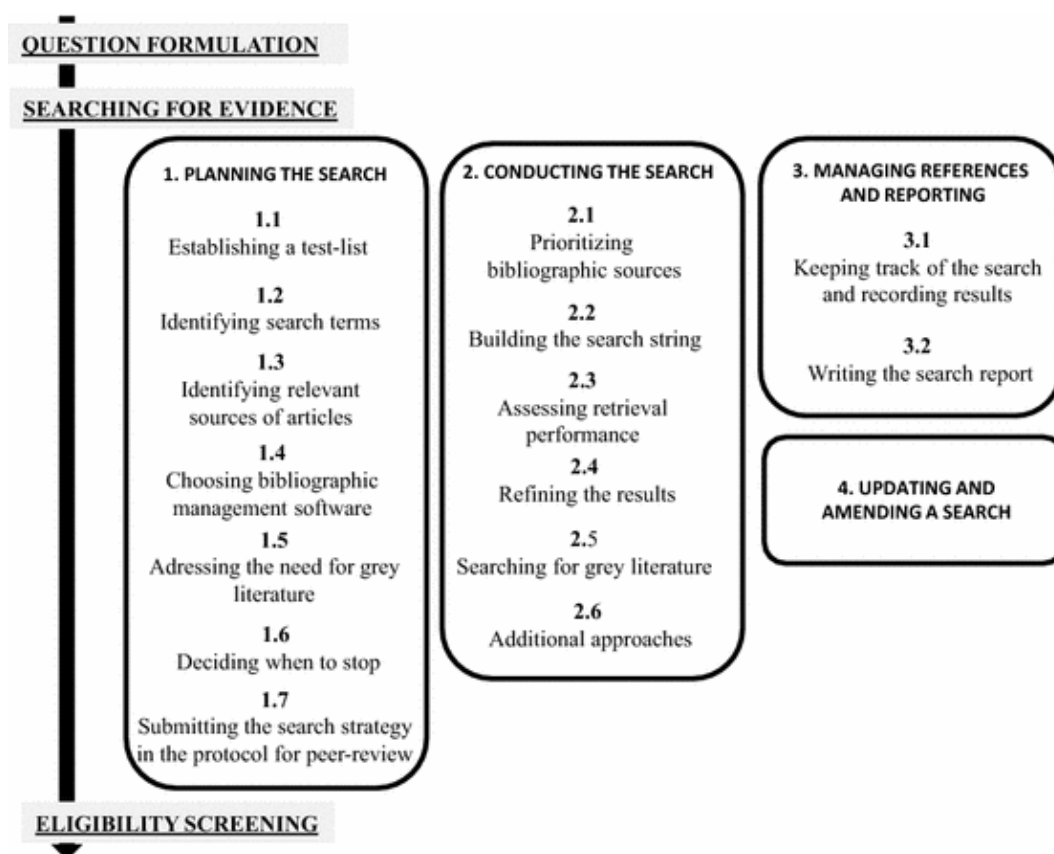 QUESTION FORMULATION
SEARCHING FOR EVIDENCE
1. PLANNING THE SEARCH
1.1
Establishing a test-list
1.2
Identifying search terms
1.3
Identifying relevant
sources of articles
1.4
Choosing bibliographic
management software
1.5
Adressing the need for grey
literature
1.6
Deciding when to stop
1.7
Submitting the search strategy
in the protocol for peer-review
2. CONDUCTING THE SEARCH
2.1
Prioritizing
bibliographic sources
2.2
Building the search string
2.3
Assessing retrieval
performance
2.4
Refining the results
2.5
Searching for grey literature
2.6
Additional approaches
3. MANAGING REFERENCES
AND REPORTING
3.1
Keeping track of the search
and recording results
3.2
Writing the search report
4. UPDATING AND
AMENDING A SEARCH
ELIGIBILITY SCREENING